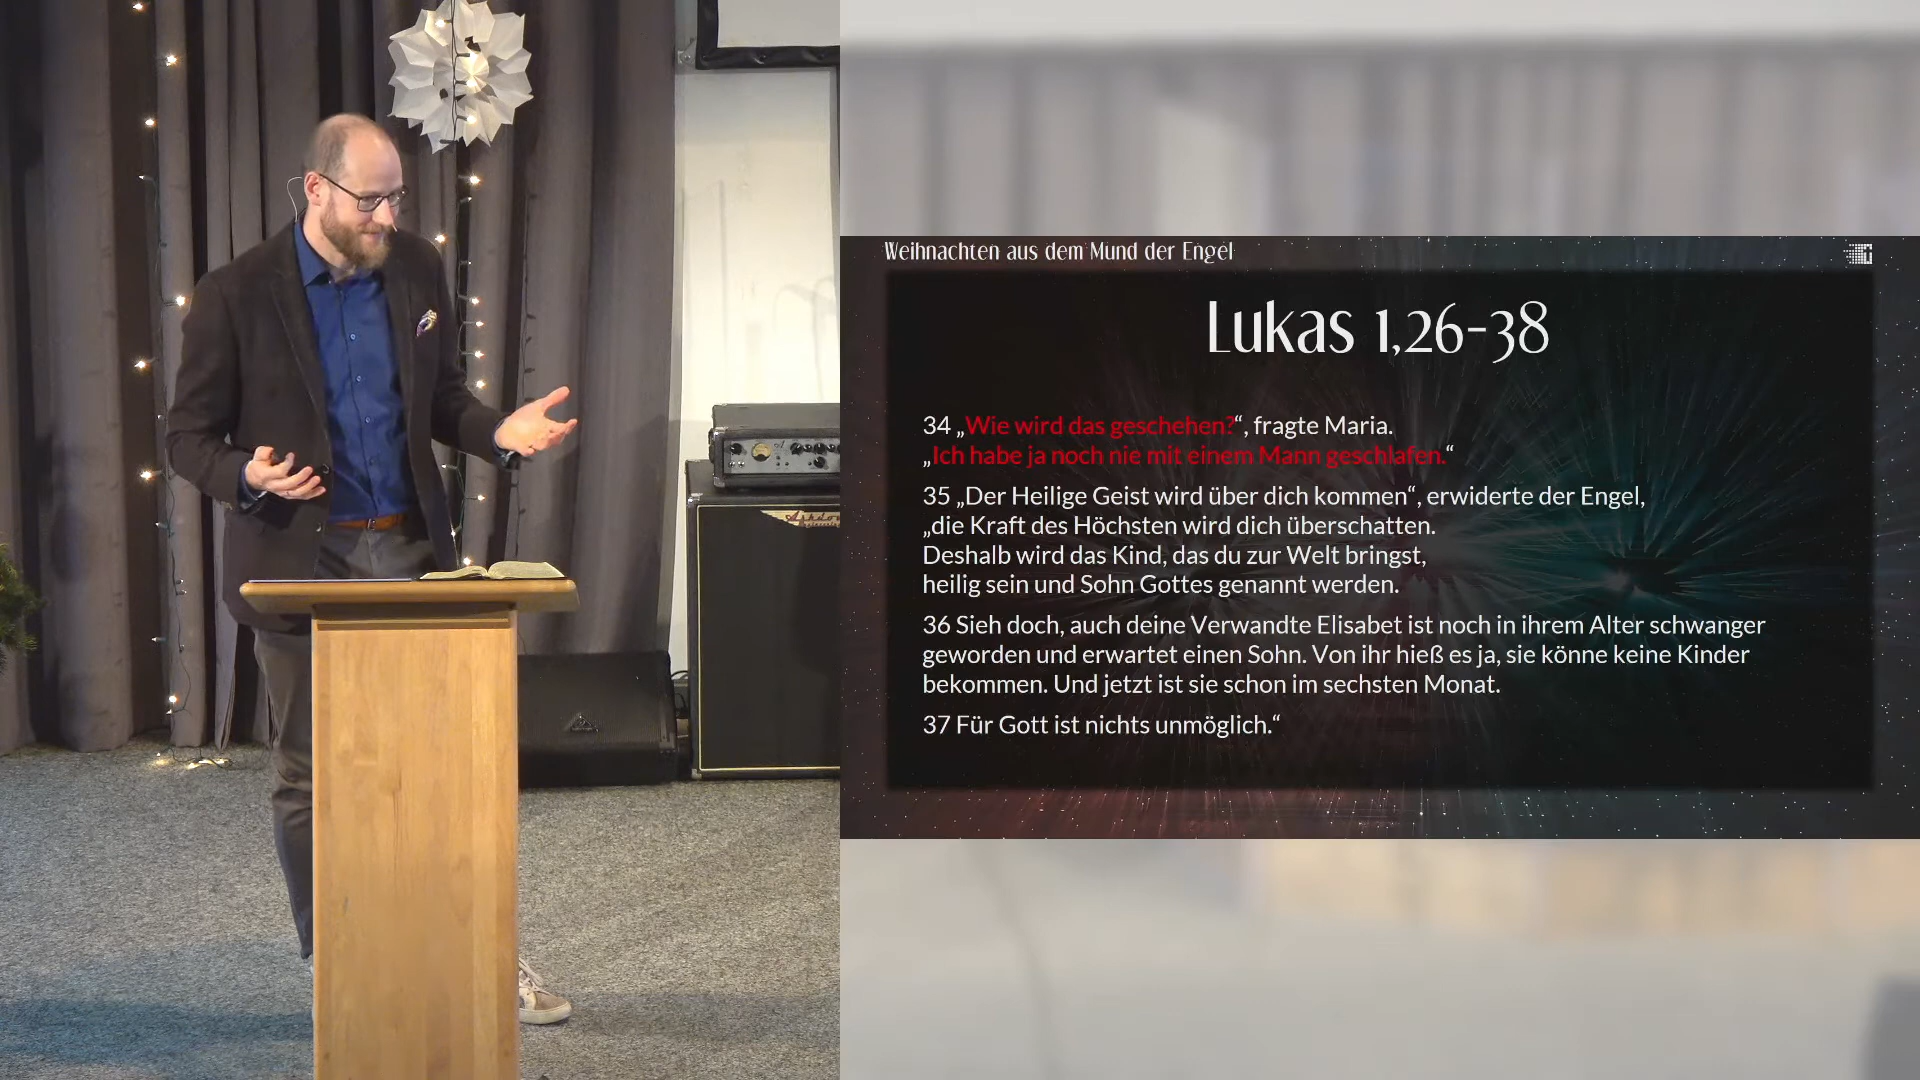 Weihnachten aus dem Mund der Engel
Lukas 1,26-38
34 „Wie wird das geschehen?“, fragte Maria.
„Ich habe ja noch nie mit einem Mann geschlafen.“
35 „Der Heilige Geist wird über dich kommen“, erwiderte der Engel,
„die Kraft des Höchsten wird dich überschatten.
Deshalb wird das Kind, das du zur Welt bringst,
heilig sein und Sohn Gottes genannt werden.
36 Sieh doch, auch deine Verwandte Elisabet ist noch in ihrem Alter schwanger
geworden und erwartet einen Sohn. Von ihr hieß es ja, sie könne keine Kinder
bekommen. Und jetzt ist sie schon im sechsten Monat.
37 Für Gott ist nichts unmöglich.“